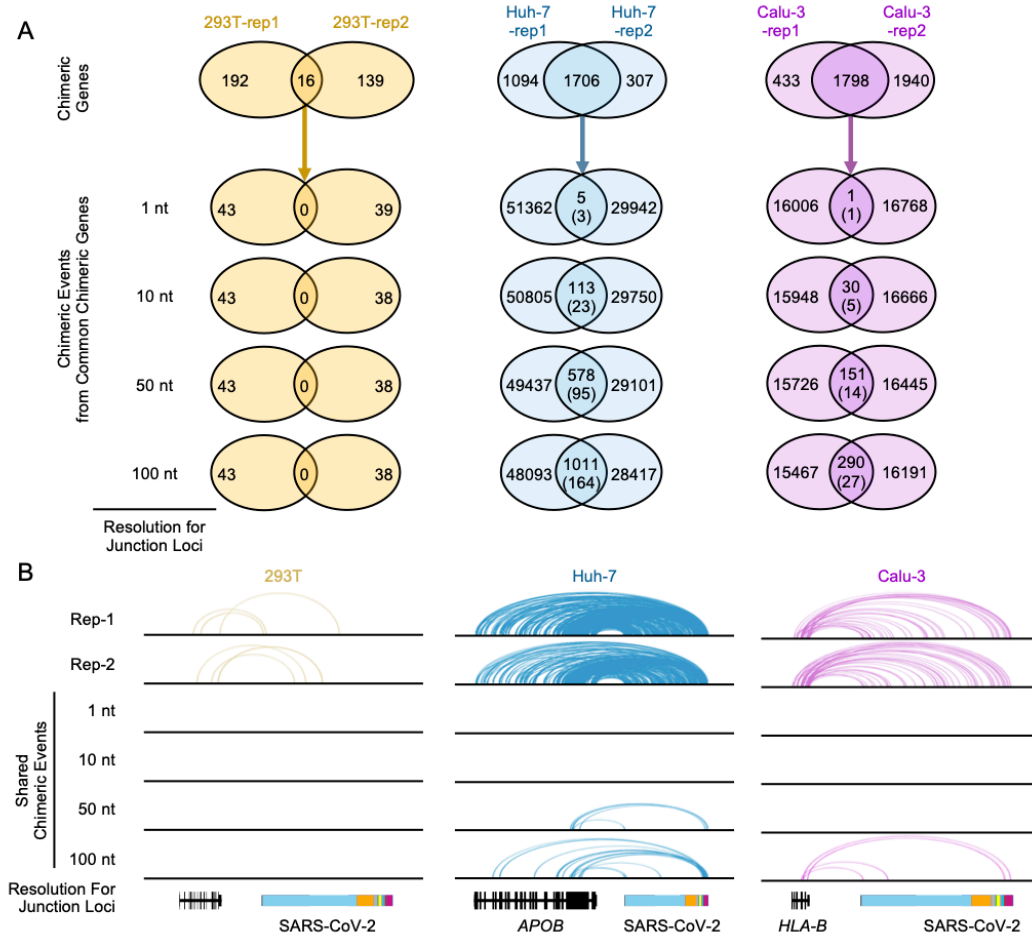 A
293T-rep1
293T-rep2
Huh-7
-rep1
Huh-7
-rep2
Calu-3
-rep1
Calu-3
-rep2
Chimeric
Genes
192 16 139
1094 1706 307
433 1798 1940
Chimeric Events
from Common Chimeric Genes
1 nt
43 0 39
51362 5 (3) 29942
16006 1 (1) 16768
10 nt
43 0 38
50805 113 (23) 29750
15948 30 (5) 16666
50 nt
43 0 38
49437 578 (95) 29101
15726 151 (14) 16445
100 nt
43 0 38
48093 1011 (164) 28417
15467 290 (27) 16191
Resolution for
Junction Loci
B
293T
Huh-7
Calu-3
Rep-1
Rep-2
Shared
Chimeric Events
1 nt
10 nt
50 nt
100 nt
Resolution For
Junction Loci
SARS-CoV-2
APOB
SARS-CoV-2
HLA-B
SARS-CoV-2